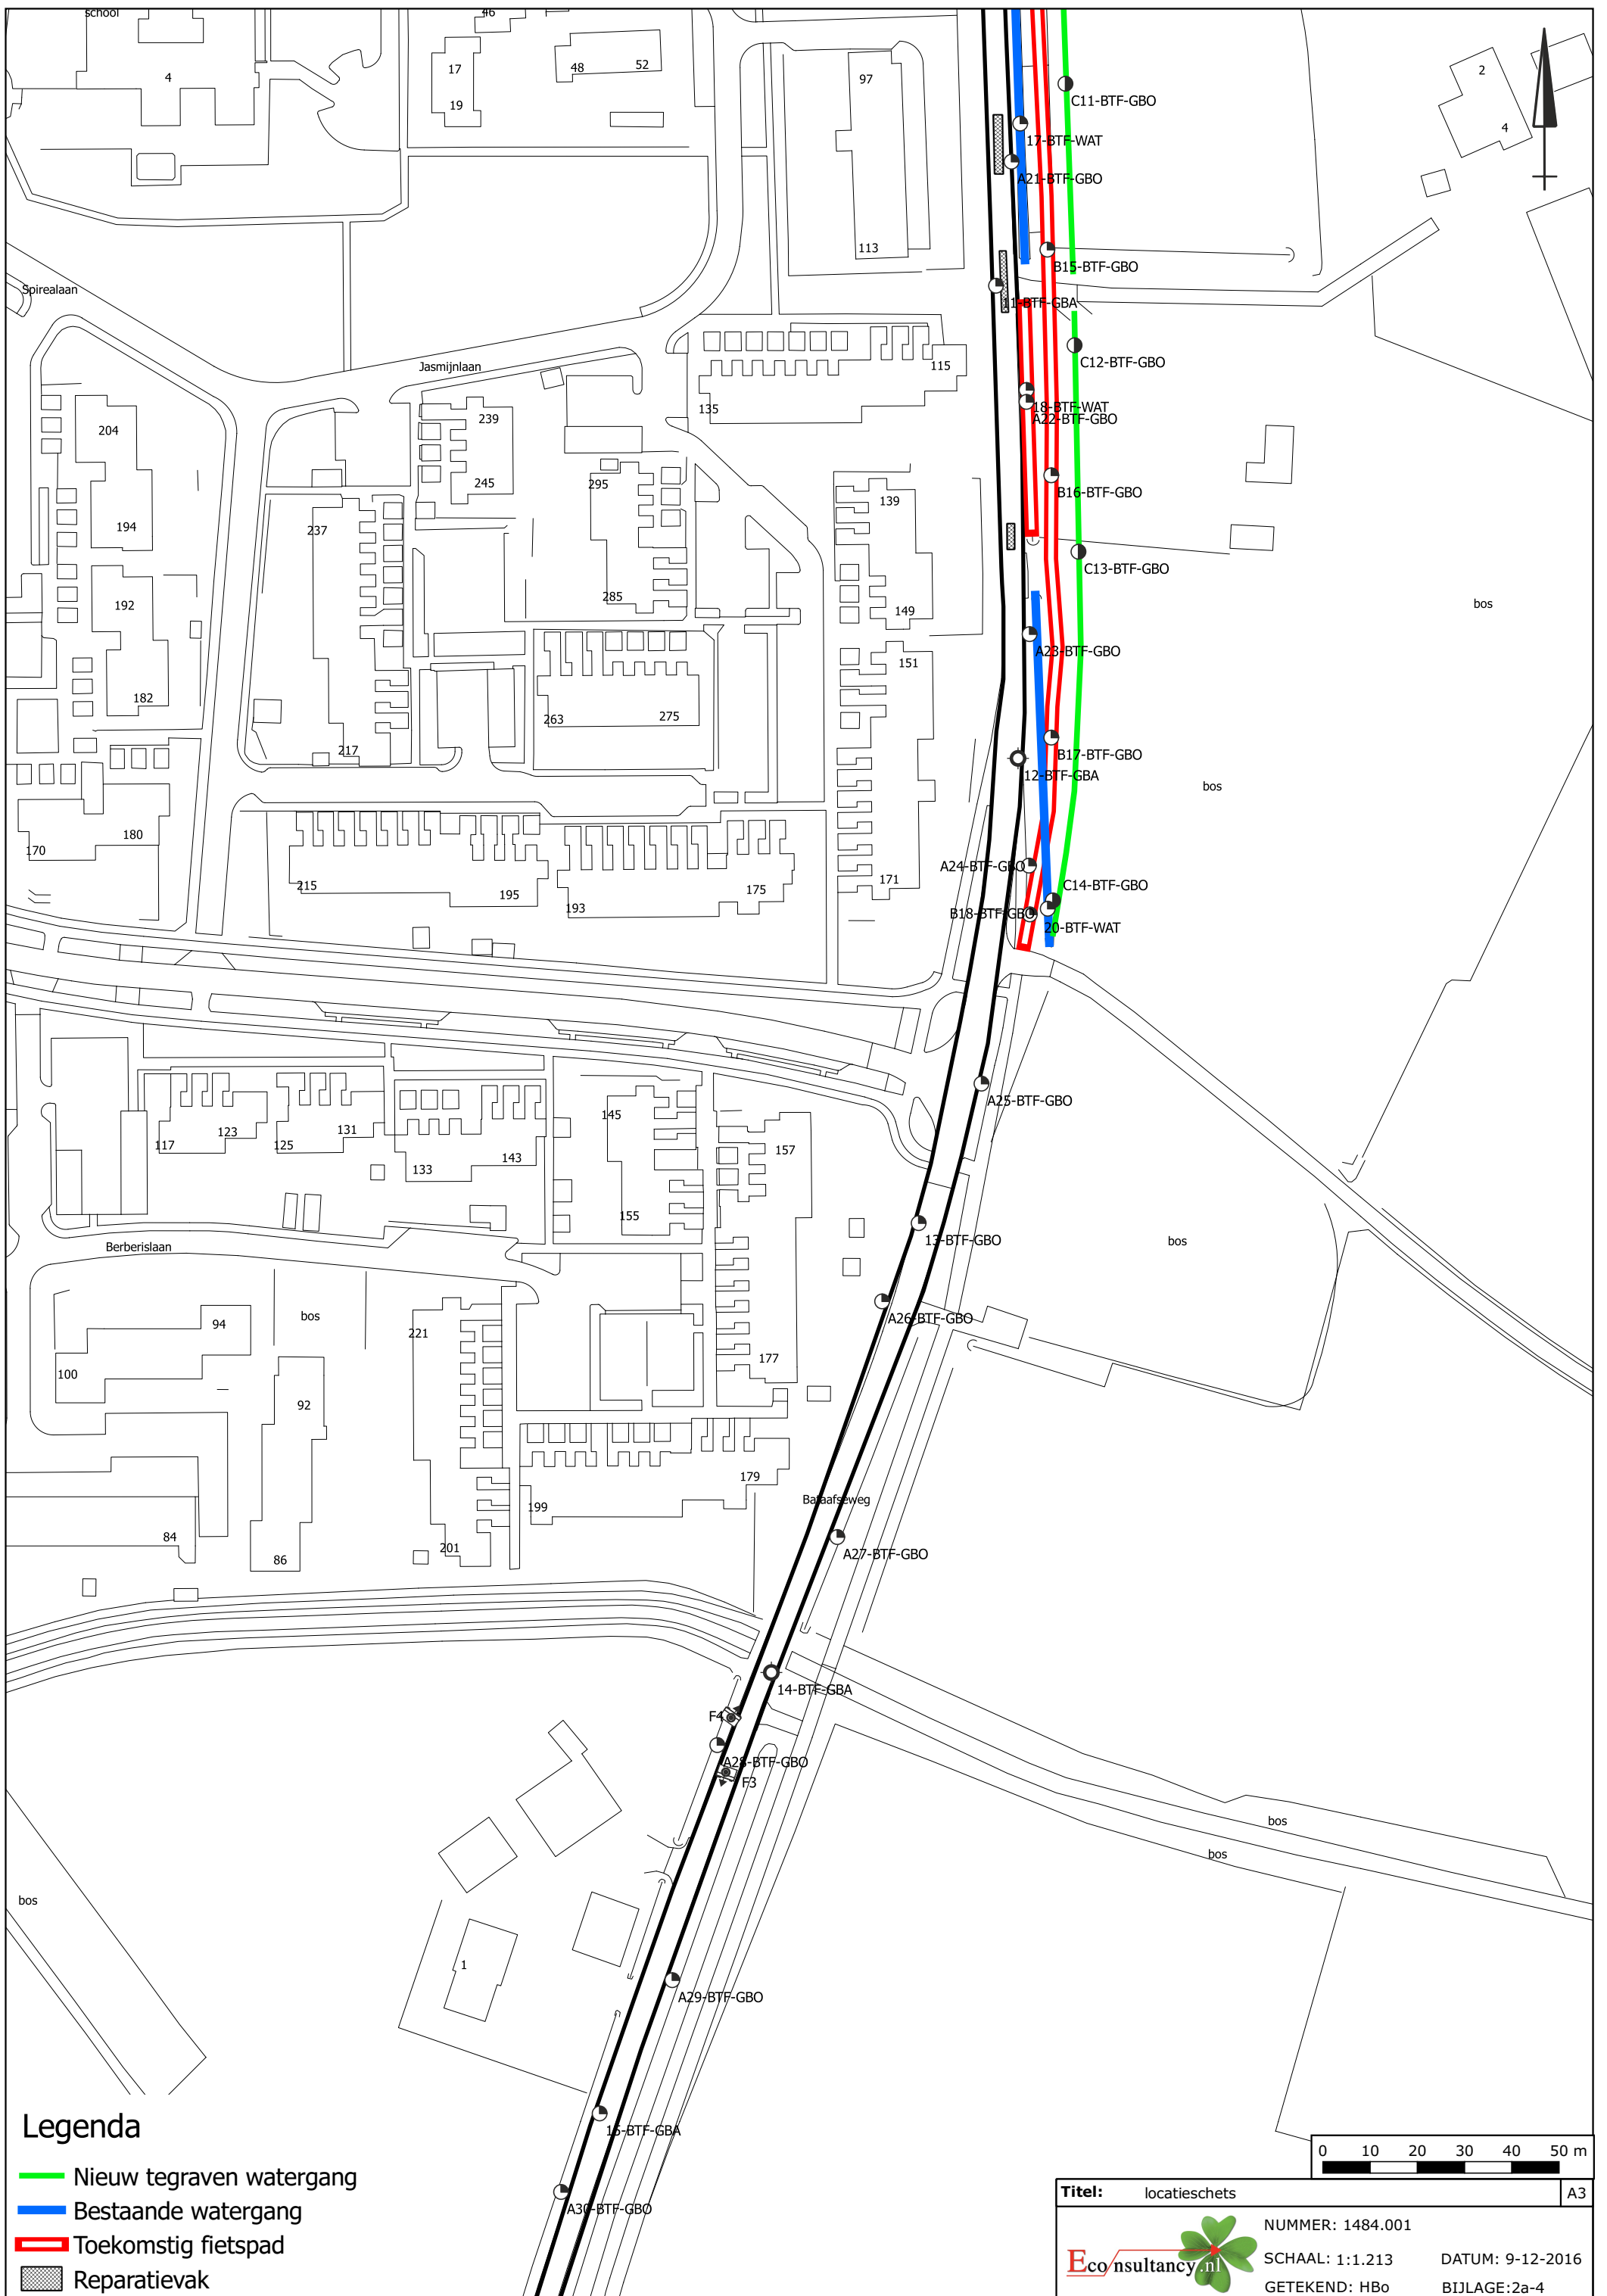 school
4
46
17
19
48
52
97
113
2
4
C11-BTF-GBO
17-BTF-WAT
A21-BTF-GBO
B15-BTF-GBO
11-BTF-GBA
Spirealaan
Jasmijnlaan
115
135
C12-BTF-GBO
18-BTF-WAT
A22-BTF-GBO
204
194
239
245
295
285
237
139
149
B16-BTF-GBO
C13-BTF-GBO
bos
192
182
217
263
275
151
A23-BTF-GBO
B17-BTF-GBO
12-BTF-GBA
bos
170
180
215
195
193
175
171
A24-BTF-GBO
C14-BTF-GBO
B18-BTF-GBO
20-BTF-WAT
A25-BTF-GBO
117
123
125
131
133
143
145
155
157
177
Berberislaan
13-BTF-GBO
bos
A26-BTF-GBO
94
100
bos
92
86
84
221
201
199
179
Bataafseweg
A27-BTF-GBO
14-BTF-GBA
F4
A28-BTF-GBO
F3
bos
bos
bos
1
A29-BTF-GBO
15-BTF-GBA
A30-BTF-GBO
Legenda
Nieuw tegraven watergang
Bestaande watergang
Toekomstig fietspad
Reparatievak
0 10 20 30 40 50 m
Titel: locatieschets A3
Econsultancy.nl
NUMMER: 1484.001
SCHAAL: 1:1.213 DATUM: 9-12-2016
GETEKEND: HBo BIJLAGE:2a-4